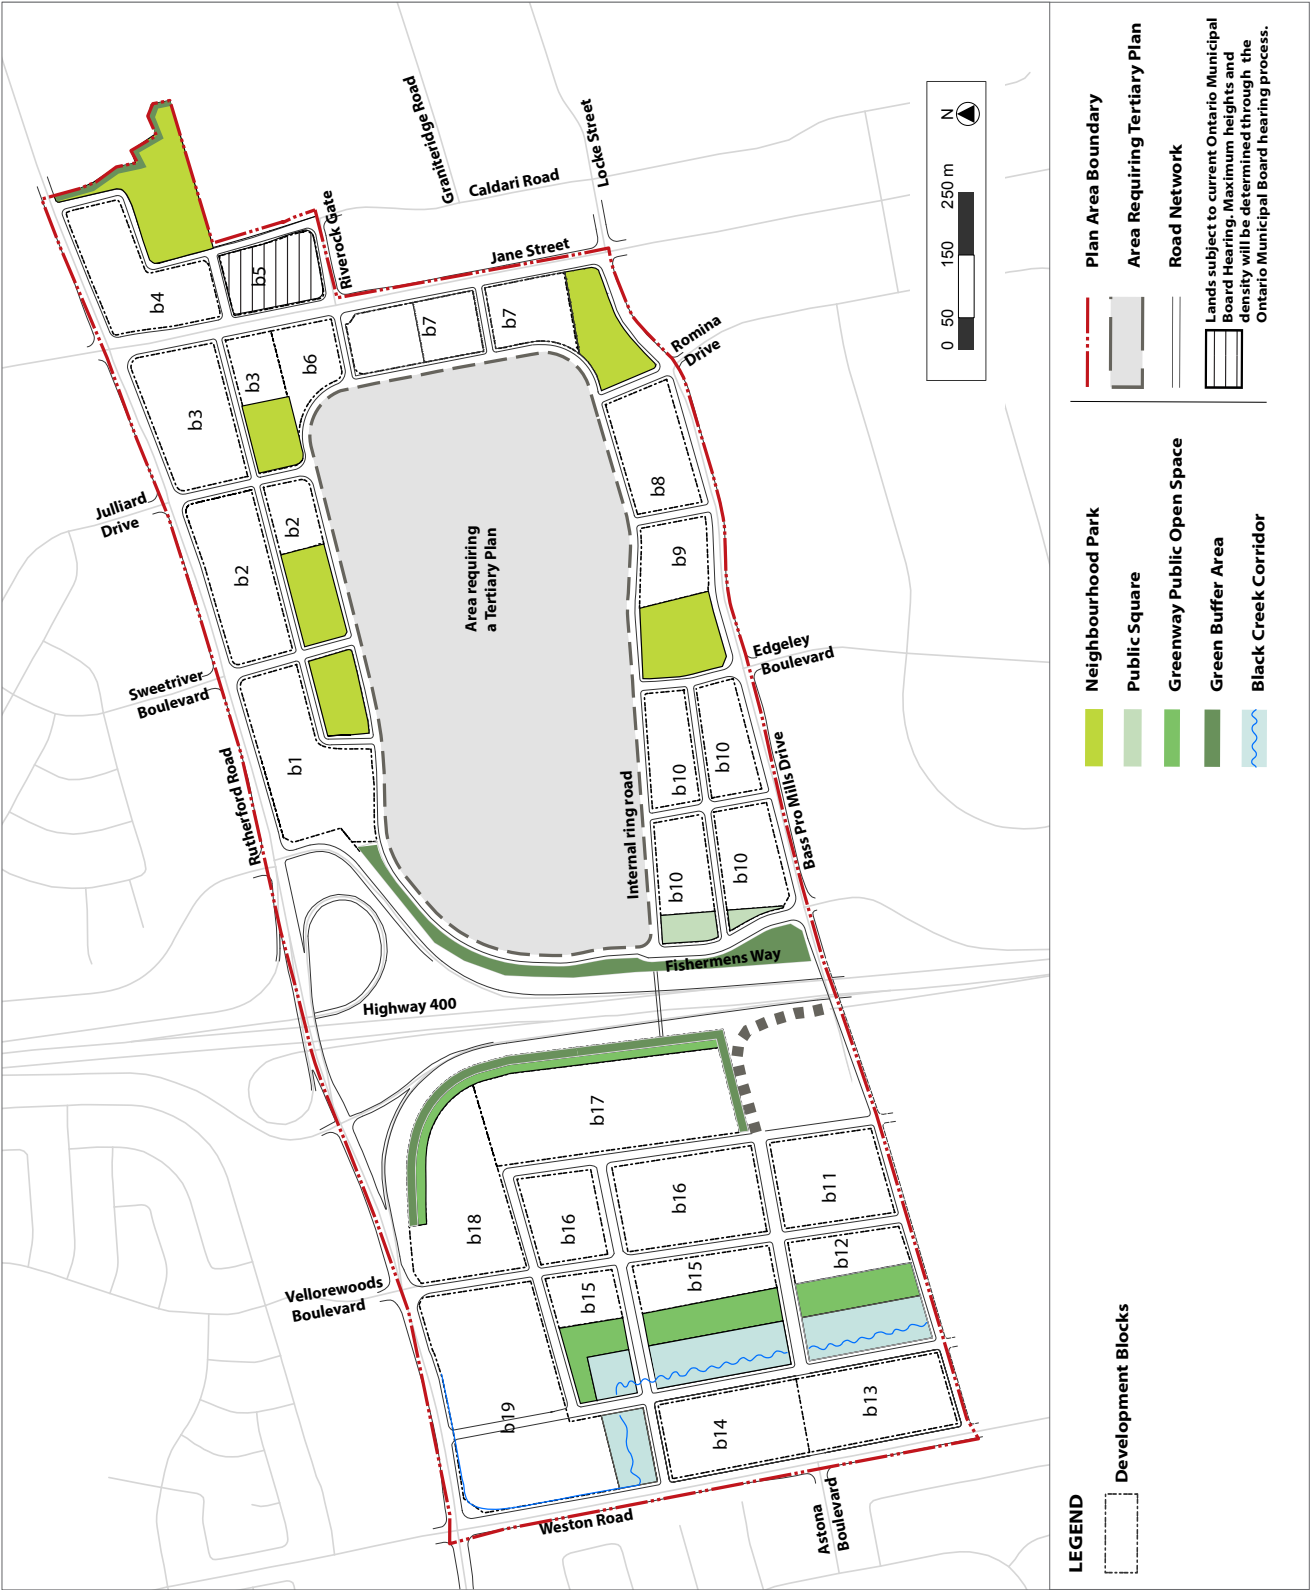 Rutherford Road
Sweetriver
Boulevard
Julliard
Drive
Vellorewoods
Boulevard
Weston Road
Astona
Boulevard
Highway 400
Fishermens Way
Internal ring road
Bass Pro Mills Drive
Edgeley
Boulevard
Romina
Drive
Jane Street
Riverock Gate
Caldari Road
Graniteridge Road
Locke Street
Area requiring
a Tertiary Plan
b19
b18
b17
b16
b16
b15
b15
b14
b13
b12
b11
b1
b2
b2
b3
b3
b4
b5
b6
b7
b7
b8
b9
b10
b10
b10
b10
0 50 150 250 m
N
LEGEND
Development Blocks
Neighbourhood Park
Public Square
Greenway Public Open Space
Green Buffer Area
Black Creek Corridor
Plan Area Boundary
Area Requiring Tertiary Plan
Road Network
Lands subject to current Ontario Municipal
Board Hearing. Maximum heights and
density will be determined through the
Ontario Municipal Board hearing process.